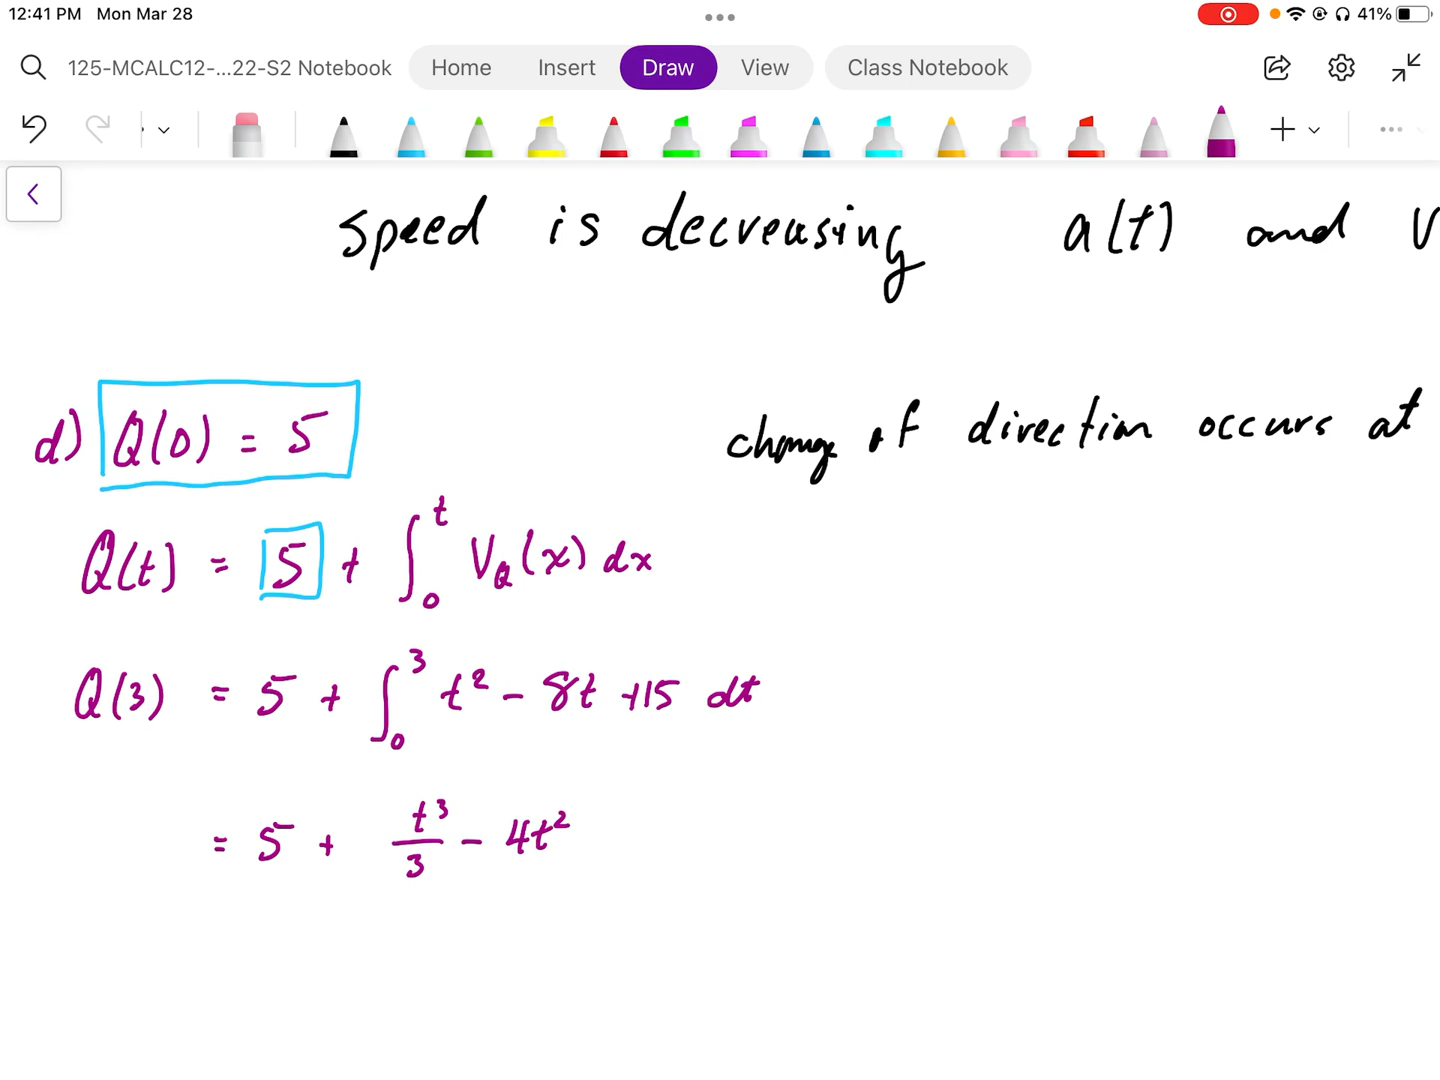 12:41 PM Mon Mar 28 41%
125-MCALC12-...22-S2 Notebook Home Insert Draw View Class Notebook
speed is decreasing a(t) and V
d) Q(0) = 5
change of direction occurs at
Q(t) = 5 + ∫₀ᵗ V_Q(x) dx
Q(3) = 5 + ∫₀³ t² - 8t + 15 dt
= 5 + t³/3 - 4t²